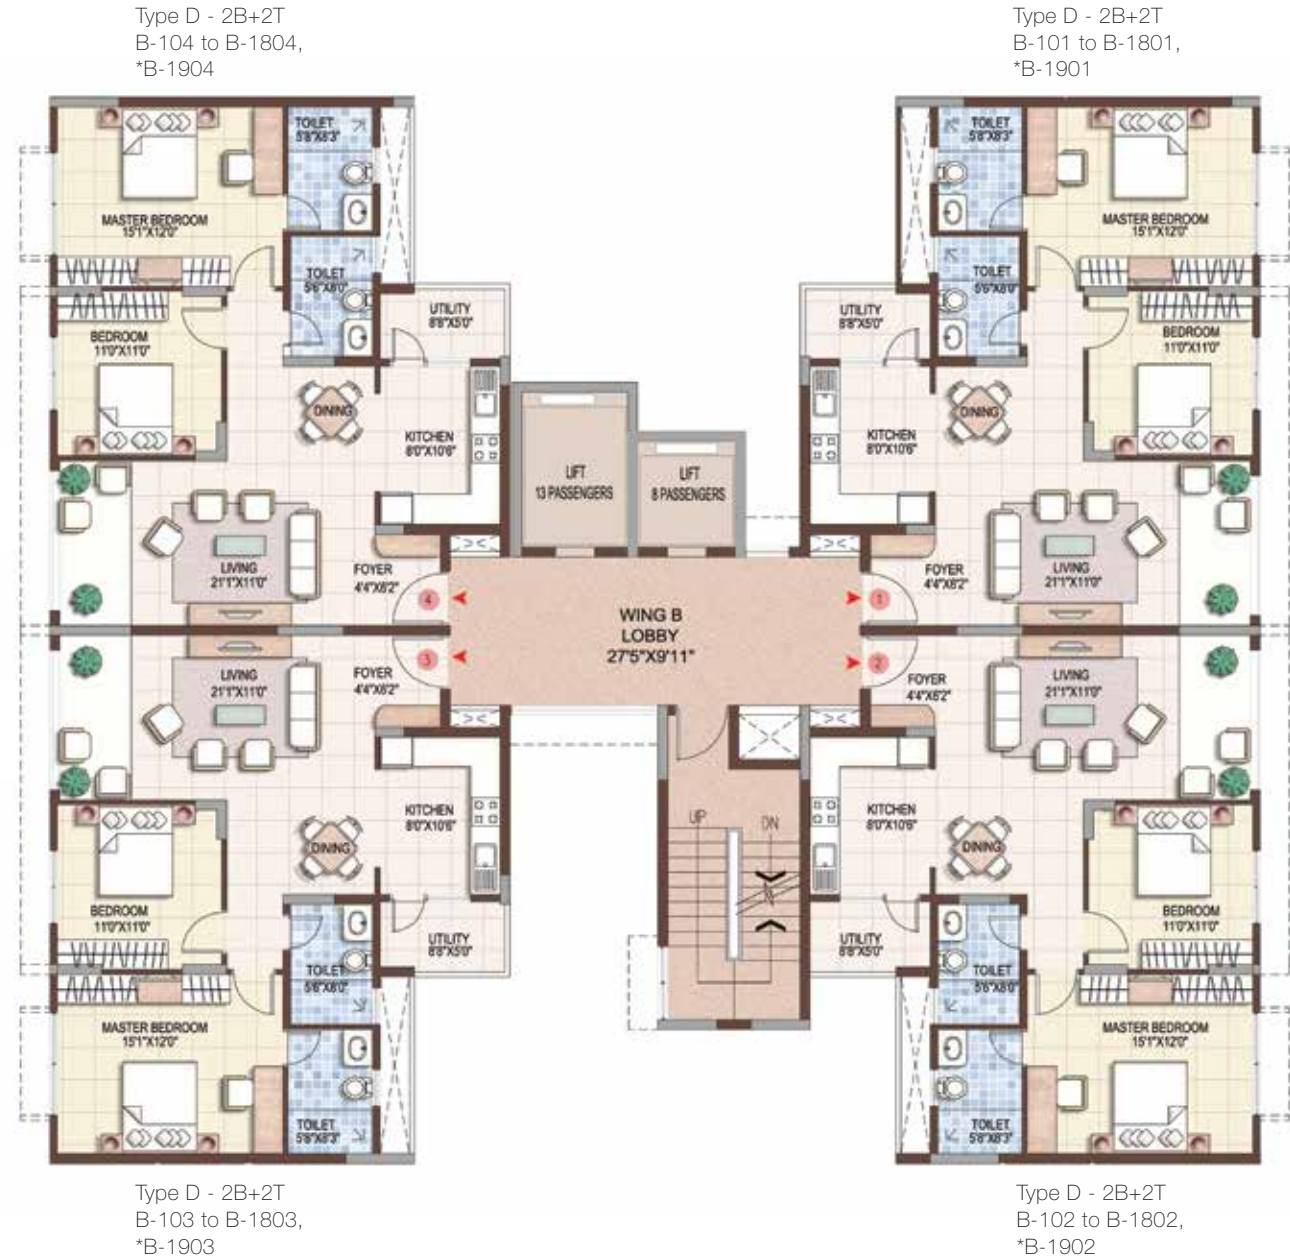 Type D - 2B+2T
B-104 to B-1804,
*B-1904
Type D - 2B+2T
B-101 to B-1801,
*B-1901
TOILET
5'8"X8'3"
MASTER BEDROOM
15'1"X12'0"
TOILET
5'6"X8'0"
UTILITY
8'8"X5'0"
BEDROOM
11'0"X11'0"
DINING
KITCHEN
8'0"X10'6"
LIVING
21'1"X11'0"
FOYER
4'4"X6'2"
4
TOILET
5'8"X8'3"
MASTER BEDROOM
15'1"X12'0"
TOILET
5'6"X8'0"
UTILITY
8'8"X5'0"
BEDROOM
11'0"X11'0"
DINING
KITCHEN
8'0"X10'6"
FOYER
4'4"X6'2"
LIVING
21'1"X11'0"
1
LIFT
13 PASSENGERS
LIFT
8 PASSENGERS
WING B
LOBBY
27'5"X9'11"
3
FOYER
4'4"X6'2"
LIVING
21'1"X11'0"
KITCHEN
8'0"X10'6"
DINING
BEDROOM
11'0"X11'0"
UTILITY
8'8"X5'0"
TOILET
5'6"X8'0"
MASTER BEDROOM
15'1"X12'0"
TOILET
5'8"X8'3"
UP
DN
2
FOYER
4'4"X6'2"
LIVING
21'1"X11'0"
KITCHEN
8'0"X10'6"
DINING
BEDROOM
11'0"X11'0"
UTILITY
8'8"X5'0"
TOILET
5'6"X8'0"
MASTER BEDROOM
15'1"X12'0"
TOILET
5'8"X8'3"
Type D - 2B+2T
B-103 to B-1803,
*B-1903
Type D - 2B+2T
B-102 to B-1802,
*B-1902